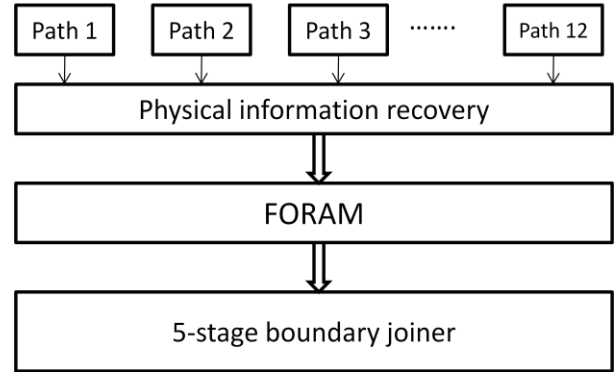 Path 1 Path 2 Path 3 ....... Path 12
Physical information recovery
FORAM
5-stage boundary joiner